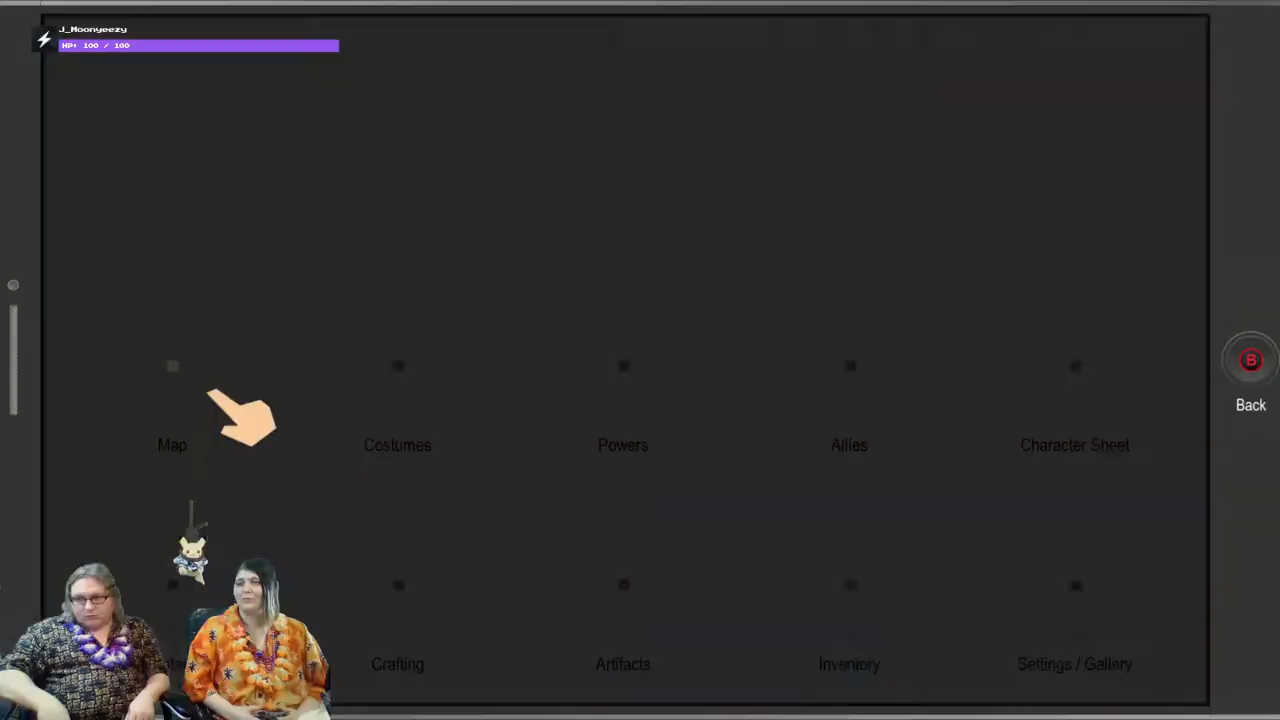 J_Moonyeezy
HP: 100 / 100
B
Back
Map
Costumes
Powers
Allies
Character Sheet
Crafting
Artifacts
Inventory
Settings / Gallery